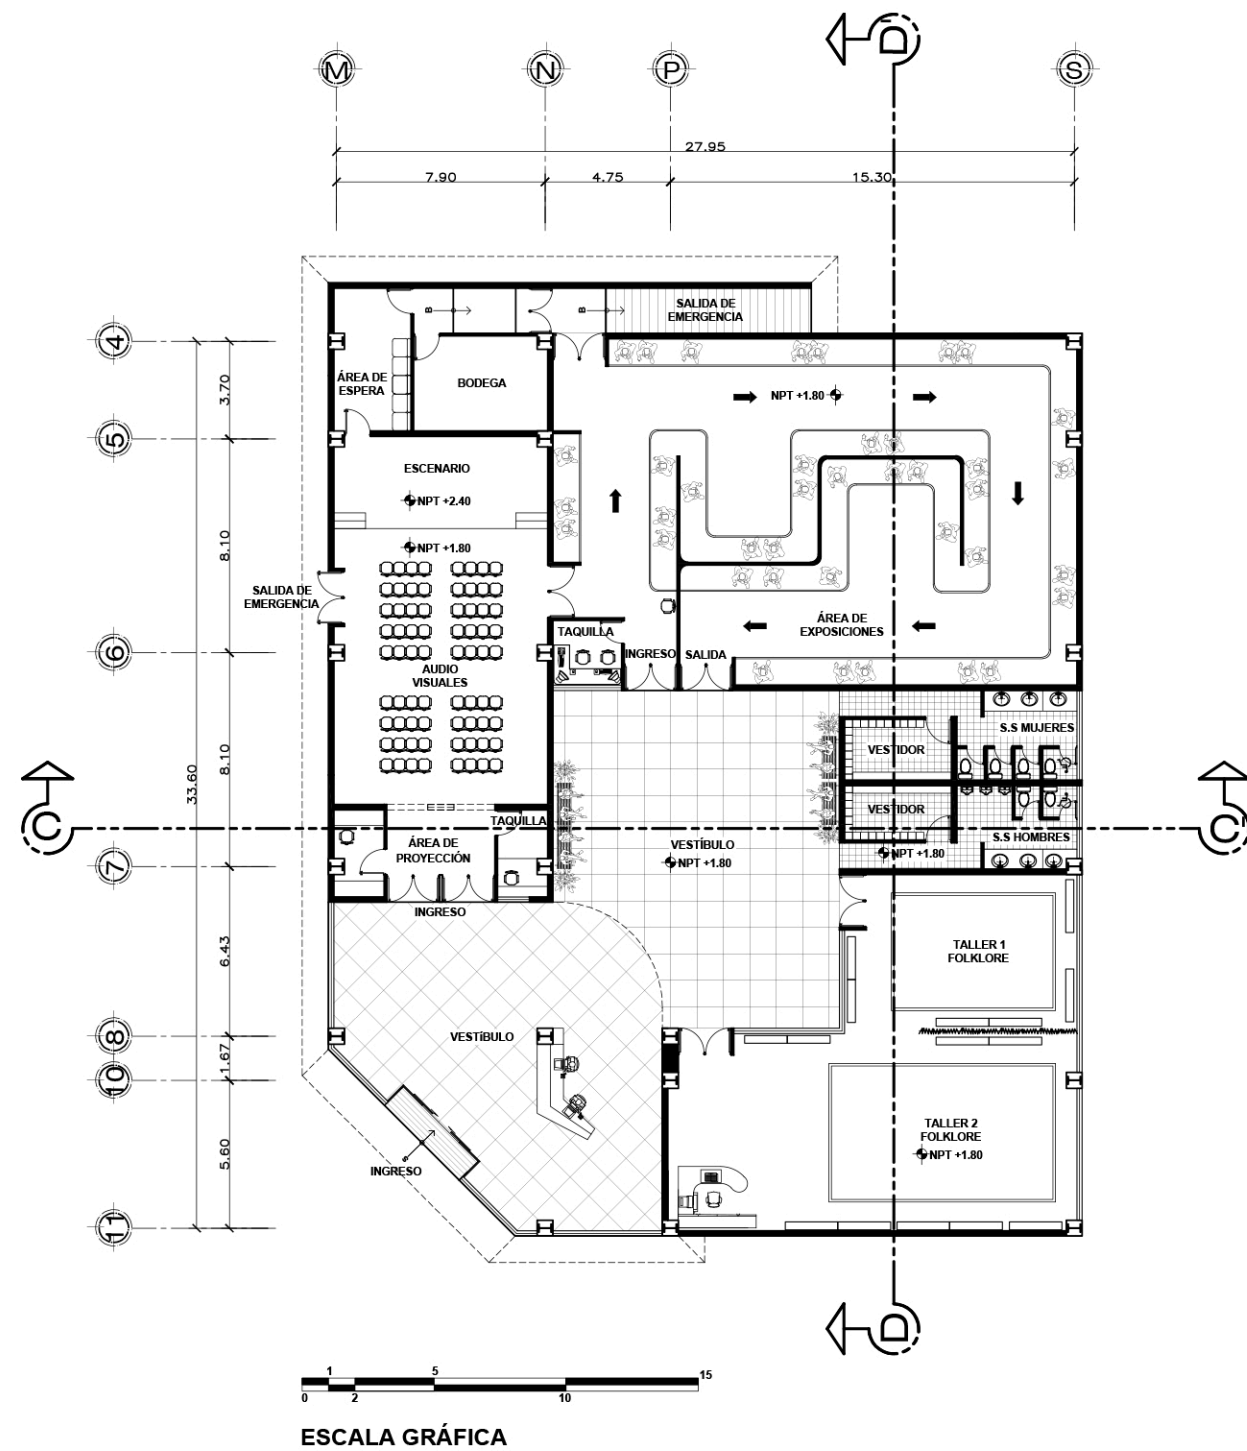 D'
M
N
P
S
27.95
7.90
4.75
15.30
SALIDA DE
EMERGENCIA
B
B
4
ÁREA DE
ESPERA
BODEGA
NPT +1.80
3.70
5
ESCENARIO
NPT +2.40
NPT +1.80
8.10
SALIDA DE
EMERGENCIA
ÁREA DE
EXPOSICIONES
TAQUILLA
INGRESO
SALIDA
6
AUDIO
VISUALES
S.S MUJERES
VESTIDOR
33.60
8.10
VESTIDOR
C
TAQUILLA
C'
S.S HOMBRES
ÁREA DE
PROYECCIÓN
VESTÍBULO
NPT +1.80
NPT +1.80
7
INGRESO
6.43
TALLER 1
FOLKLORE
8
VESTÍBULO
1.67
10
TALLER 2
FOLKLORE
NPT +1.80
5.60
S
INGRESO
11
D
1
5
15
0
2
10
ESCALA GRÁFICA